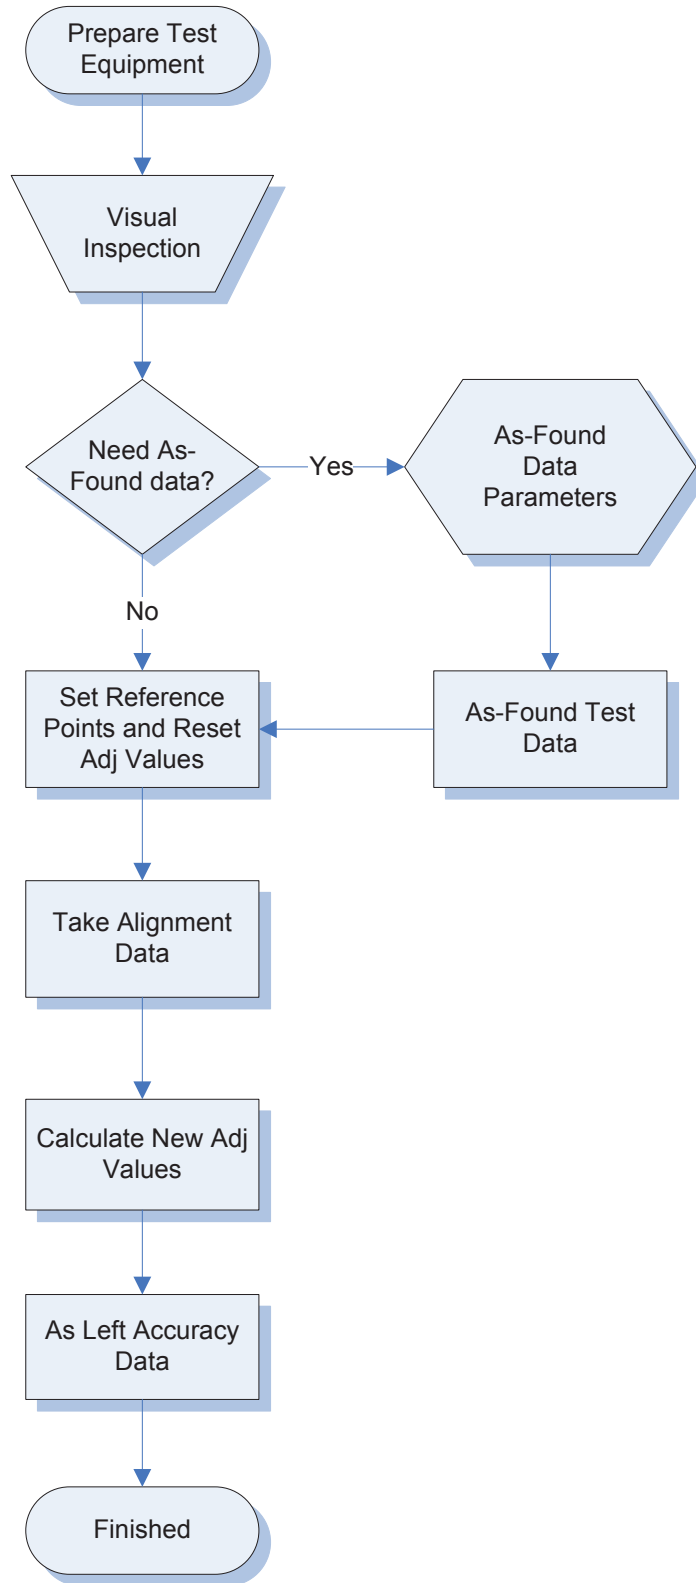 Prepare Test
Equipment
Visual
Inspection
Need As-
Found data?
Yes
As-Found
Data
Parameters
No
Set Reference
Points and Reset
Adj Values
As-Found Test
Data
Take Alignment
Data
Calculate New Adj
Values
As Left Accuracy
Data
Finished